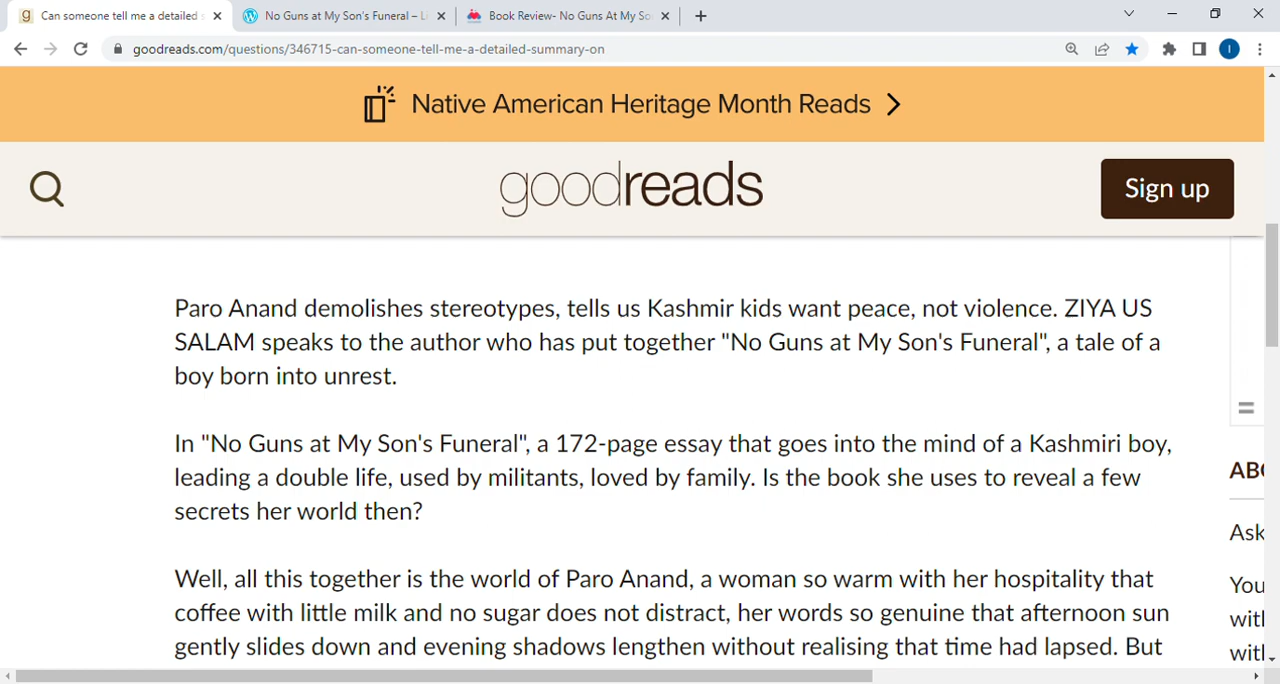 Can someone tell me a detailed s
No Guns at My Son's Funeral – Li
Book Review- No Guns At My So
goodreads.com/questions/346715-can-someone-tell-me-a-detailed-summary-on
I
Native American Heritage Month Reads
goodreads
Sign up
Paro Anand demolishes stereotypes, tells us Kashmir kids want peace, not violence. ZIYA US
SALAM speaks to the author who has put together "No Guns at My Son's Funeral", a tale of a
boy born into unrest.
In "No Guns at My Son's Funeral", a 172-page essay that goes into the mind of a Kashmiri boy,
leading a double life, used by militants, loved by family. Is the book she uses to reveal a few
secrets her world then?
ABO
Ask
Well, all this together is the world of Paro Anand, a woman so warm with her hospitality that
coffee with little milk and no sugar does not distract, her words so genuine that afternoon sun
gently slides down and evening shadows lengthen without realising that time had lapsed. But
You
with
with